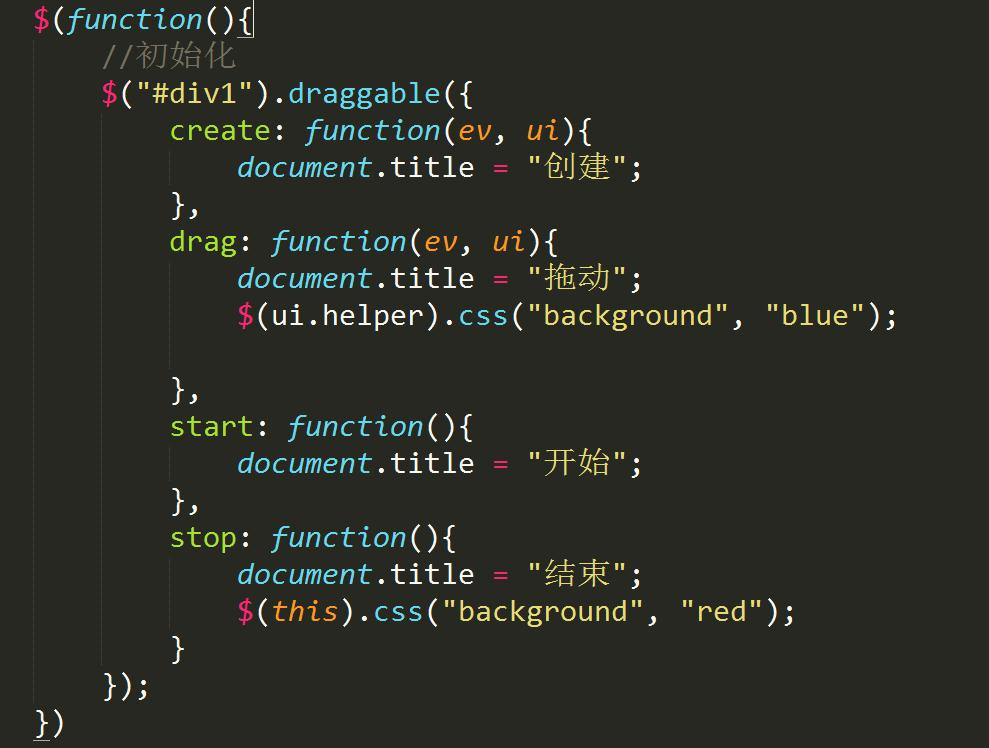 $(function(){
    //初始化
    $("#div1").draggable({
        create: function(ev, ui){
            document.title = "创建";
        },
        drag: function(ev, ui){
            document.title = "拖动";
            $(ui.helper).css("background", "blue");

        },
        start: function(){
            document.title = "开始";
        },
        stop: function(){
            document.title = "结束";
            $(this).css("background", "red");
        }
    });
})